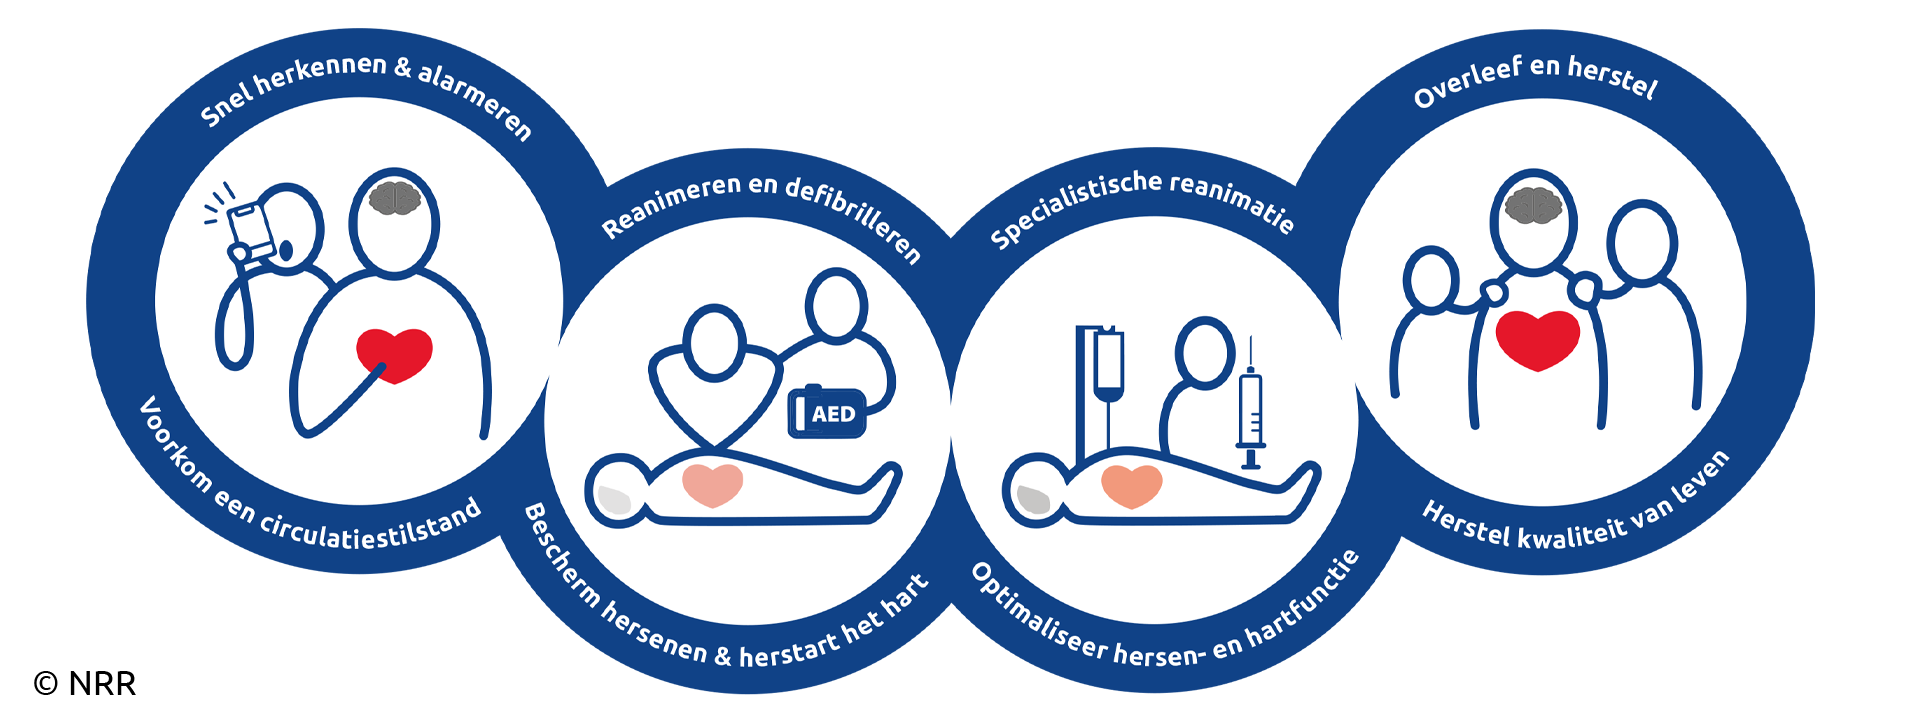 Snel herkennen & alarmeren
Voorkom een circulatiestilstand
Reanimeren en defibrilleren
AED
Bescherm hersenen & herstart het hart
Specialistische reanimatie
Optimaliseer hersen- en hartfunctie
Overleef en herstel
Herstel kwaliteit van leven
© NRR